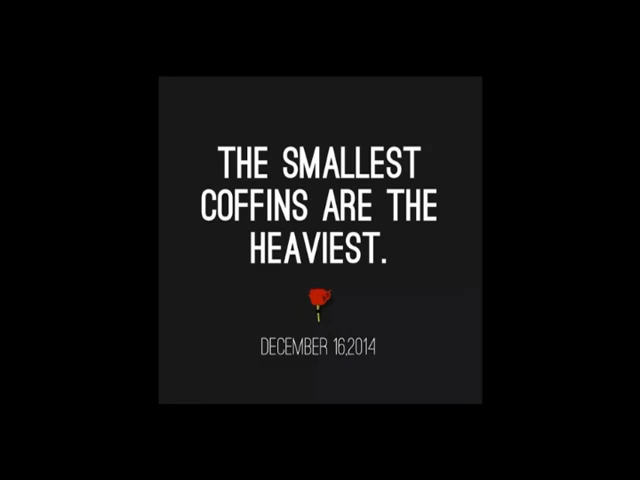 THE SMALLEST
COFFINS ARE THE
HEAVIEST.
DECEMBER 16,2014